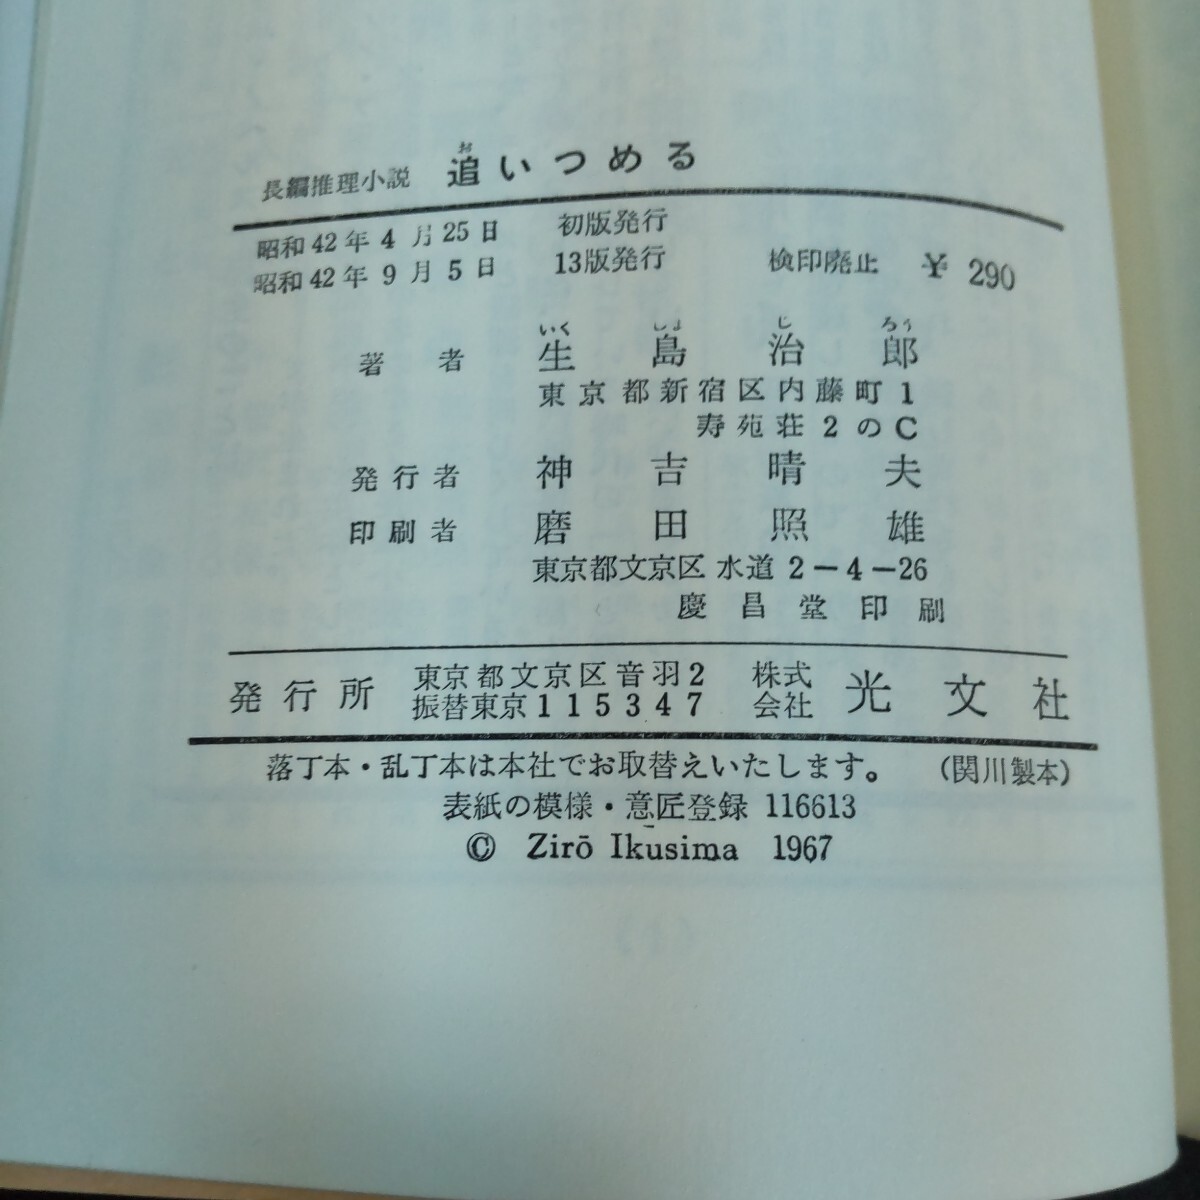 長編推理小説 追いつめる
昭和42年4月25日 初版発行
昭和42年9月5日 13版発行 検印廃止 ¥290
著者 生島治郎
東京都新宿区内藤町1
寿苑荘2のC
発行者 神吉晴夫
印刷者 磨田照雄
東京都文京区水道2-4-26
慶昌堂印刷
発行所 東京都文京区音羽2 株式会社 光文社
振替東京115347
落丁本・乱丁本は本社でお取替えいたします。 (関川製本)
表紙の模様・意匠登録 116613
© Zirō Ikusima 1967